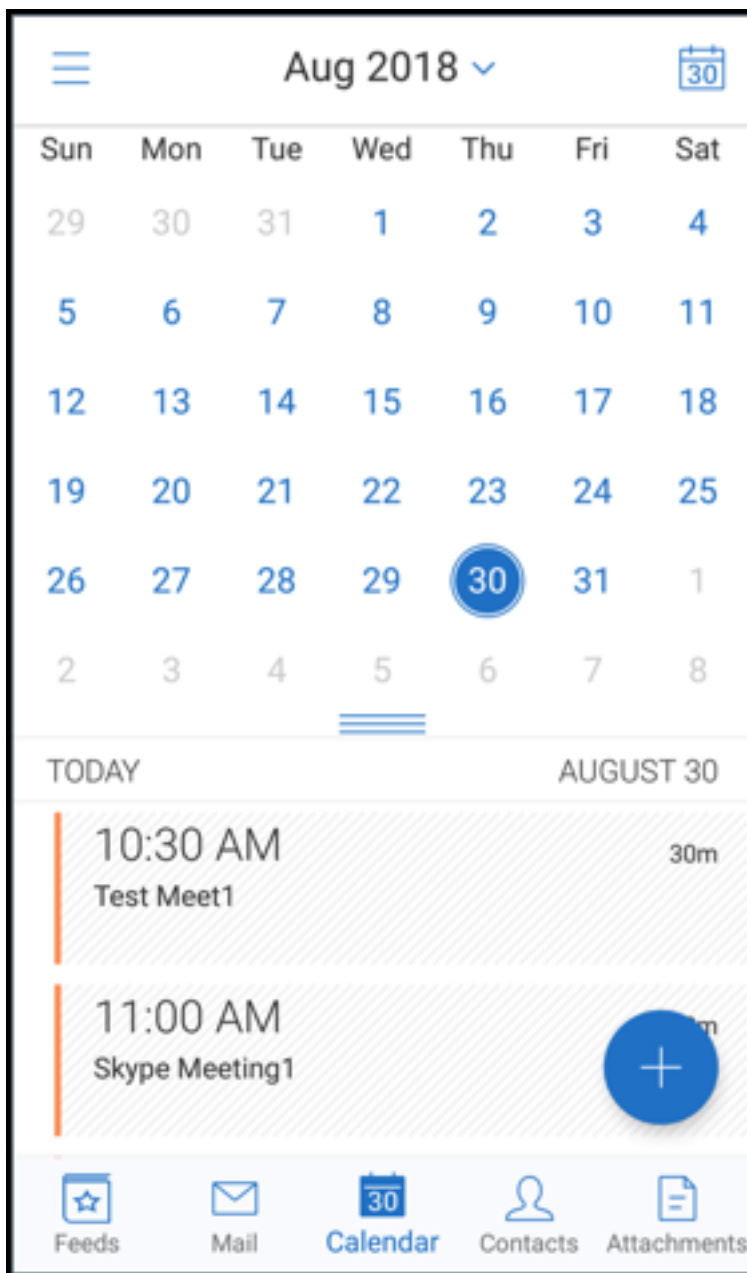 Aug 2018 30
Sun Mon Tue Wed Thu Fri Sat
29 30 31 1 2 3 4
5 6 7 8 9 10 11
12 13 14 15 16 17 18
19 20 21 22 23 24 25
26 27 28 29 30 31 1
2 3 4 5 6 7 8
TODAY AUGUST 30
10:30 AM 30m
Test Meet1
11:00 AM
Skype Meeting1
30
Feeds Mail Calendar Contacts Attachments